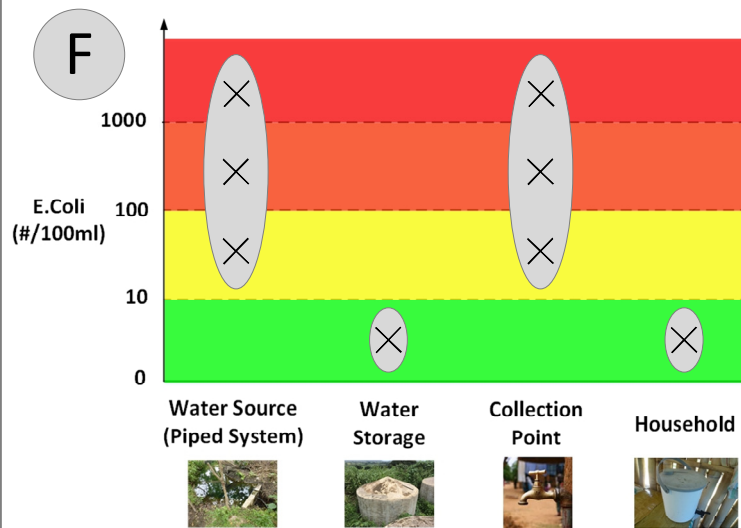 F
1000
E.Coli
(#/100ml)
100
10
0
Water Source
(Piped System)
Water
Storage
Collection
Point
Household